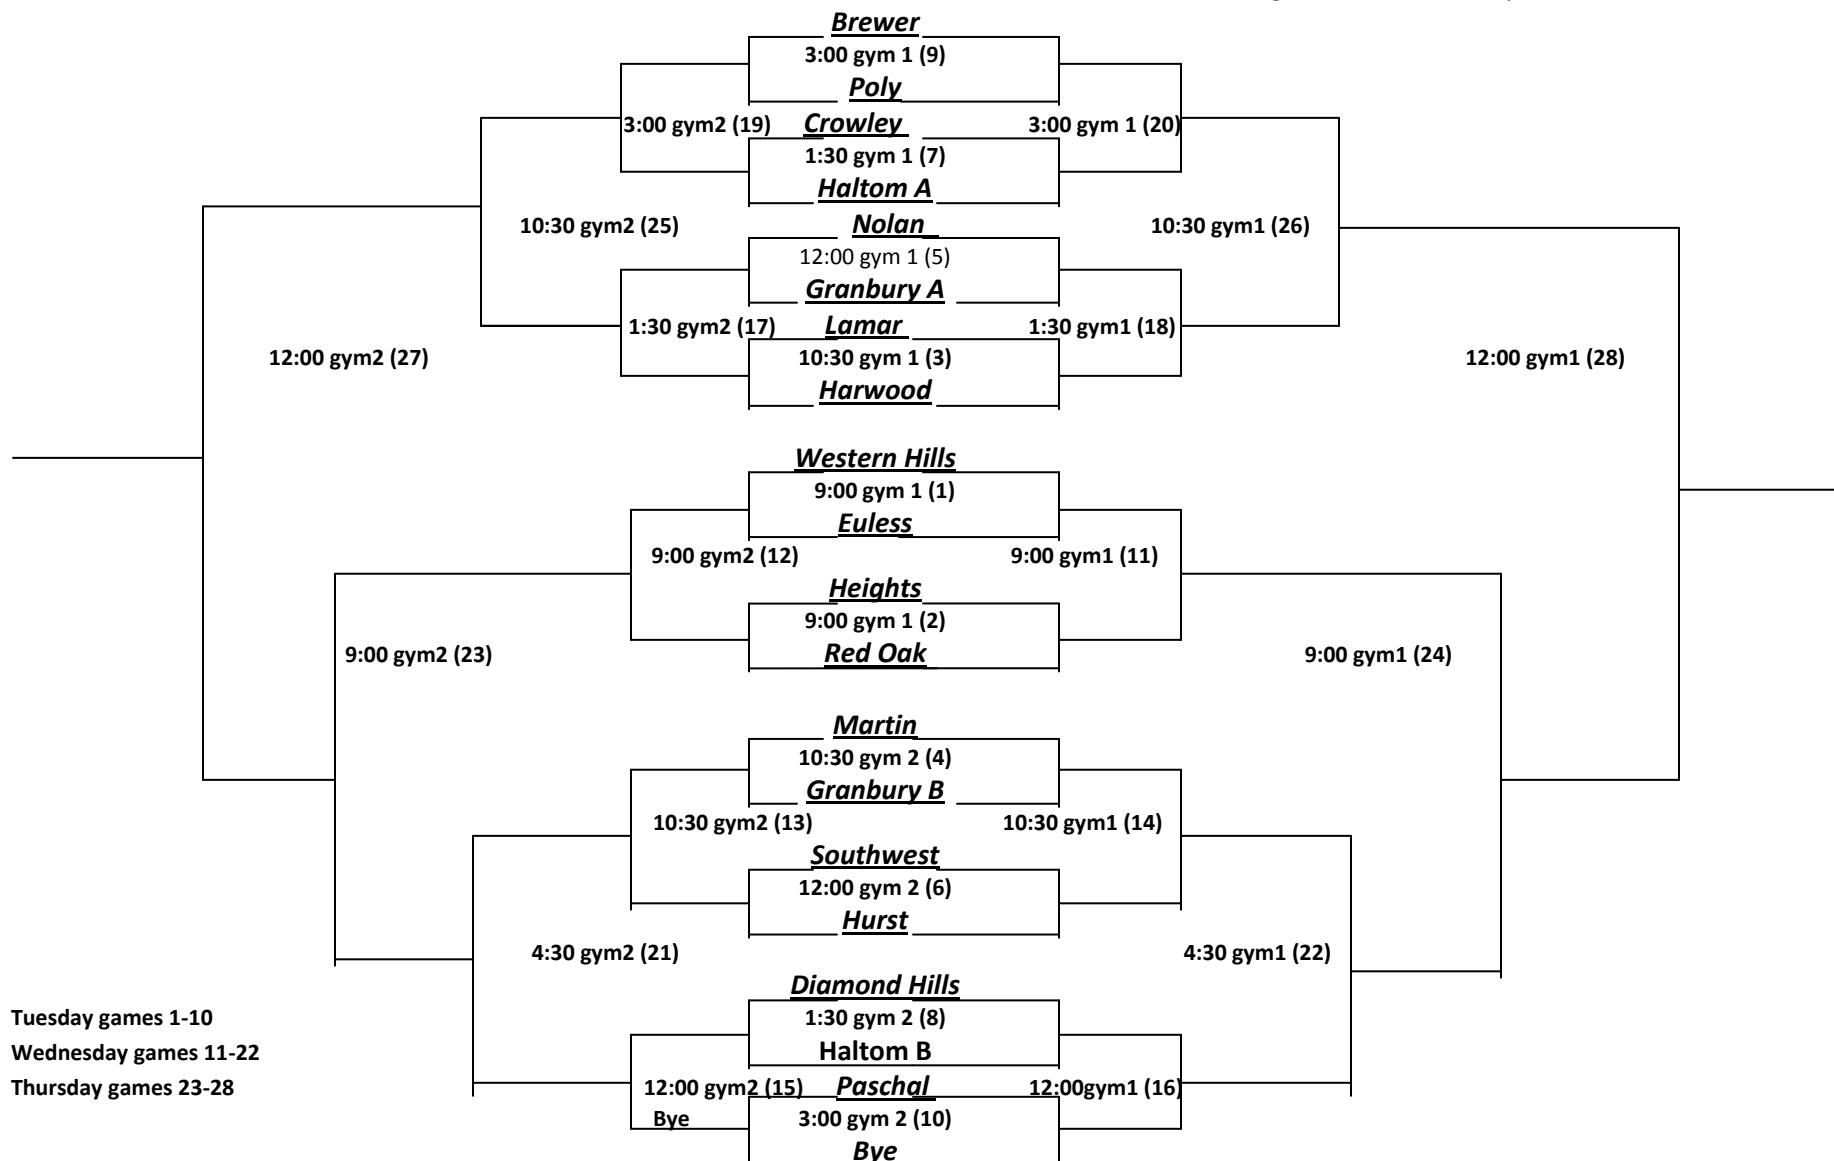 Brewer
3:00 gym 1 (9)
Poly
3:00 gym2 (19) Crowley 3:00 gym 1 (20)
1:30 gym 1 (7)
Haltom A
Nolan
10:30 gym2 (25) 10:30 gym1 (26)
12:00 gym 1 (5)
Granbury A
1:30 gym2 (17) Lamar 1:30 gym1 (18)
12:00 gym2 (27) 10:30 gym 1 (3) 12:00 gym1 (28)
Harwood
Western Hills
9:00 gym 1 (1)
Euless
9:00 gym2 (12) 9:00 gym1 (11)
Heights
9:00 gym 1 (2)
9:00 gym2 (23) Red Oak 9:00 gym1 (24)
Martin
10:30 gym 2 (4)
Granbury B
10:30 gym2 (13) 10:30 gym1 (14)
Southwest
12:00 gym 2 (6)
Hurst
4:30 gym2 (21) 4:30 gym1 (22)
Diamond Hills
Tuesday games 1-10 1:30 gym 2 (8)
Wednesday games 11-22 Haltom B
Thursday games 23-28 12:00 gym2 (15) Paschal 12:00gym1 (16)
Bye 3:00 gym 2 (10)
Bye